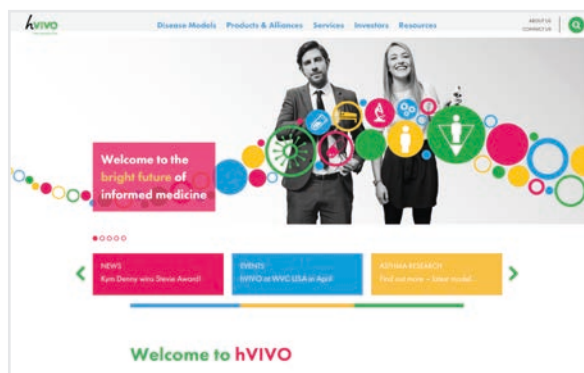 hVIVO
Disease Models Products & Alliances Services Investors Resources
ABOUT US
CONTACT US
Welcome to the
bright future of
informed medicine
NEWS
Kym Denny wins Stevie Award!
EVENTS
hVIVO at WVC USA in April
ASTHMA RESEARCH
Find out more – latest model...
Welcome to hVIVO